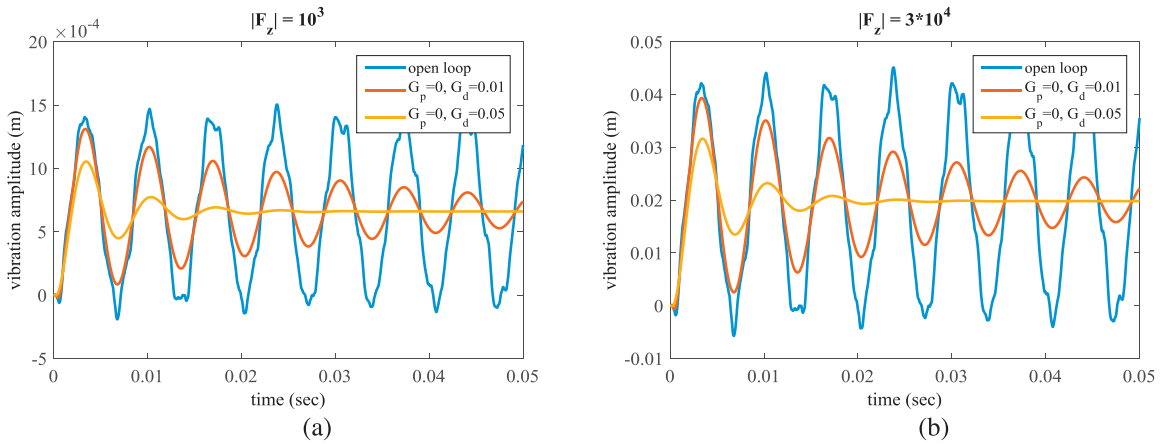 |F_z| = 10^3
×10^-4
20
15
10
5
0
-5
vibration amplitude (m)
open loop
G_p=0, G_d=0.01
G_p=0, G_d=0.05
0
0.01
0.02
0.03
0.04
0.05
time (sec)
(a)
|F_z| = 3*10^4
0.05
0.04
0.03
0.02
0.01
0
-0.01
vibration amplitude (m)
open loop
G_p=0, G_d=0.01
G_p=0, G_d=0.05
0
0.01
0.02
0.03
0.04
0.05
time (sec)
(b)